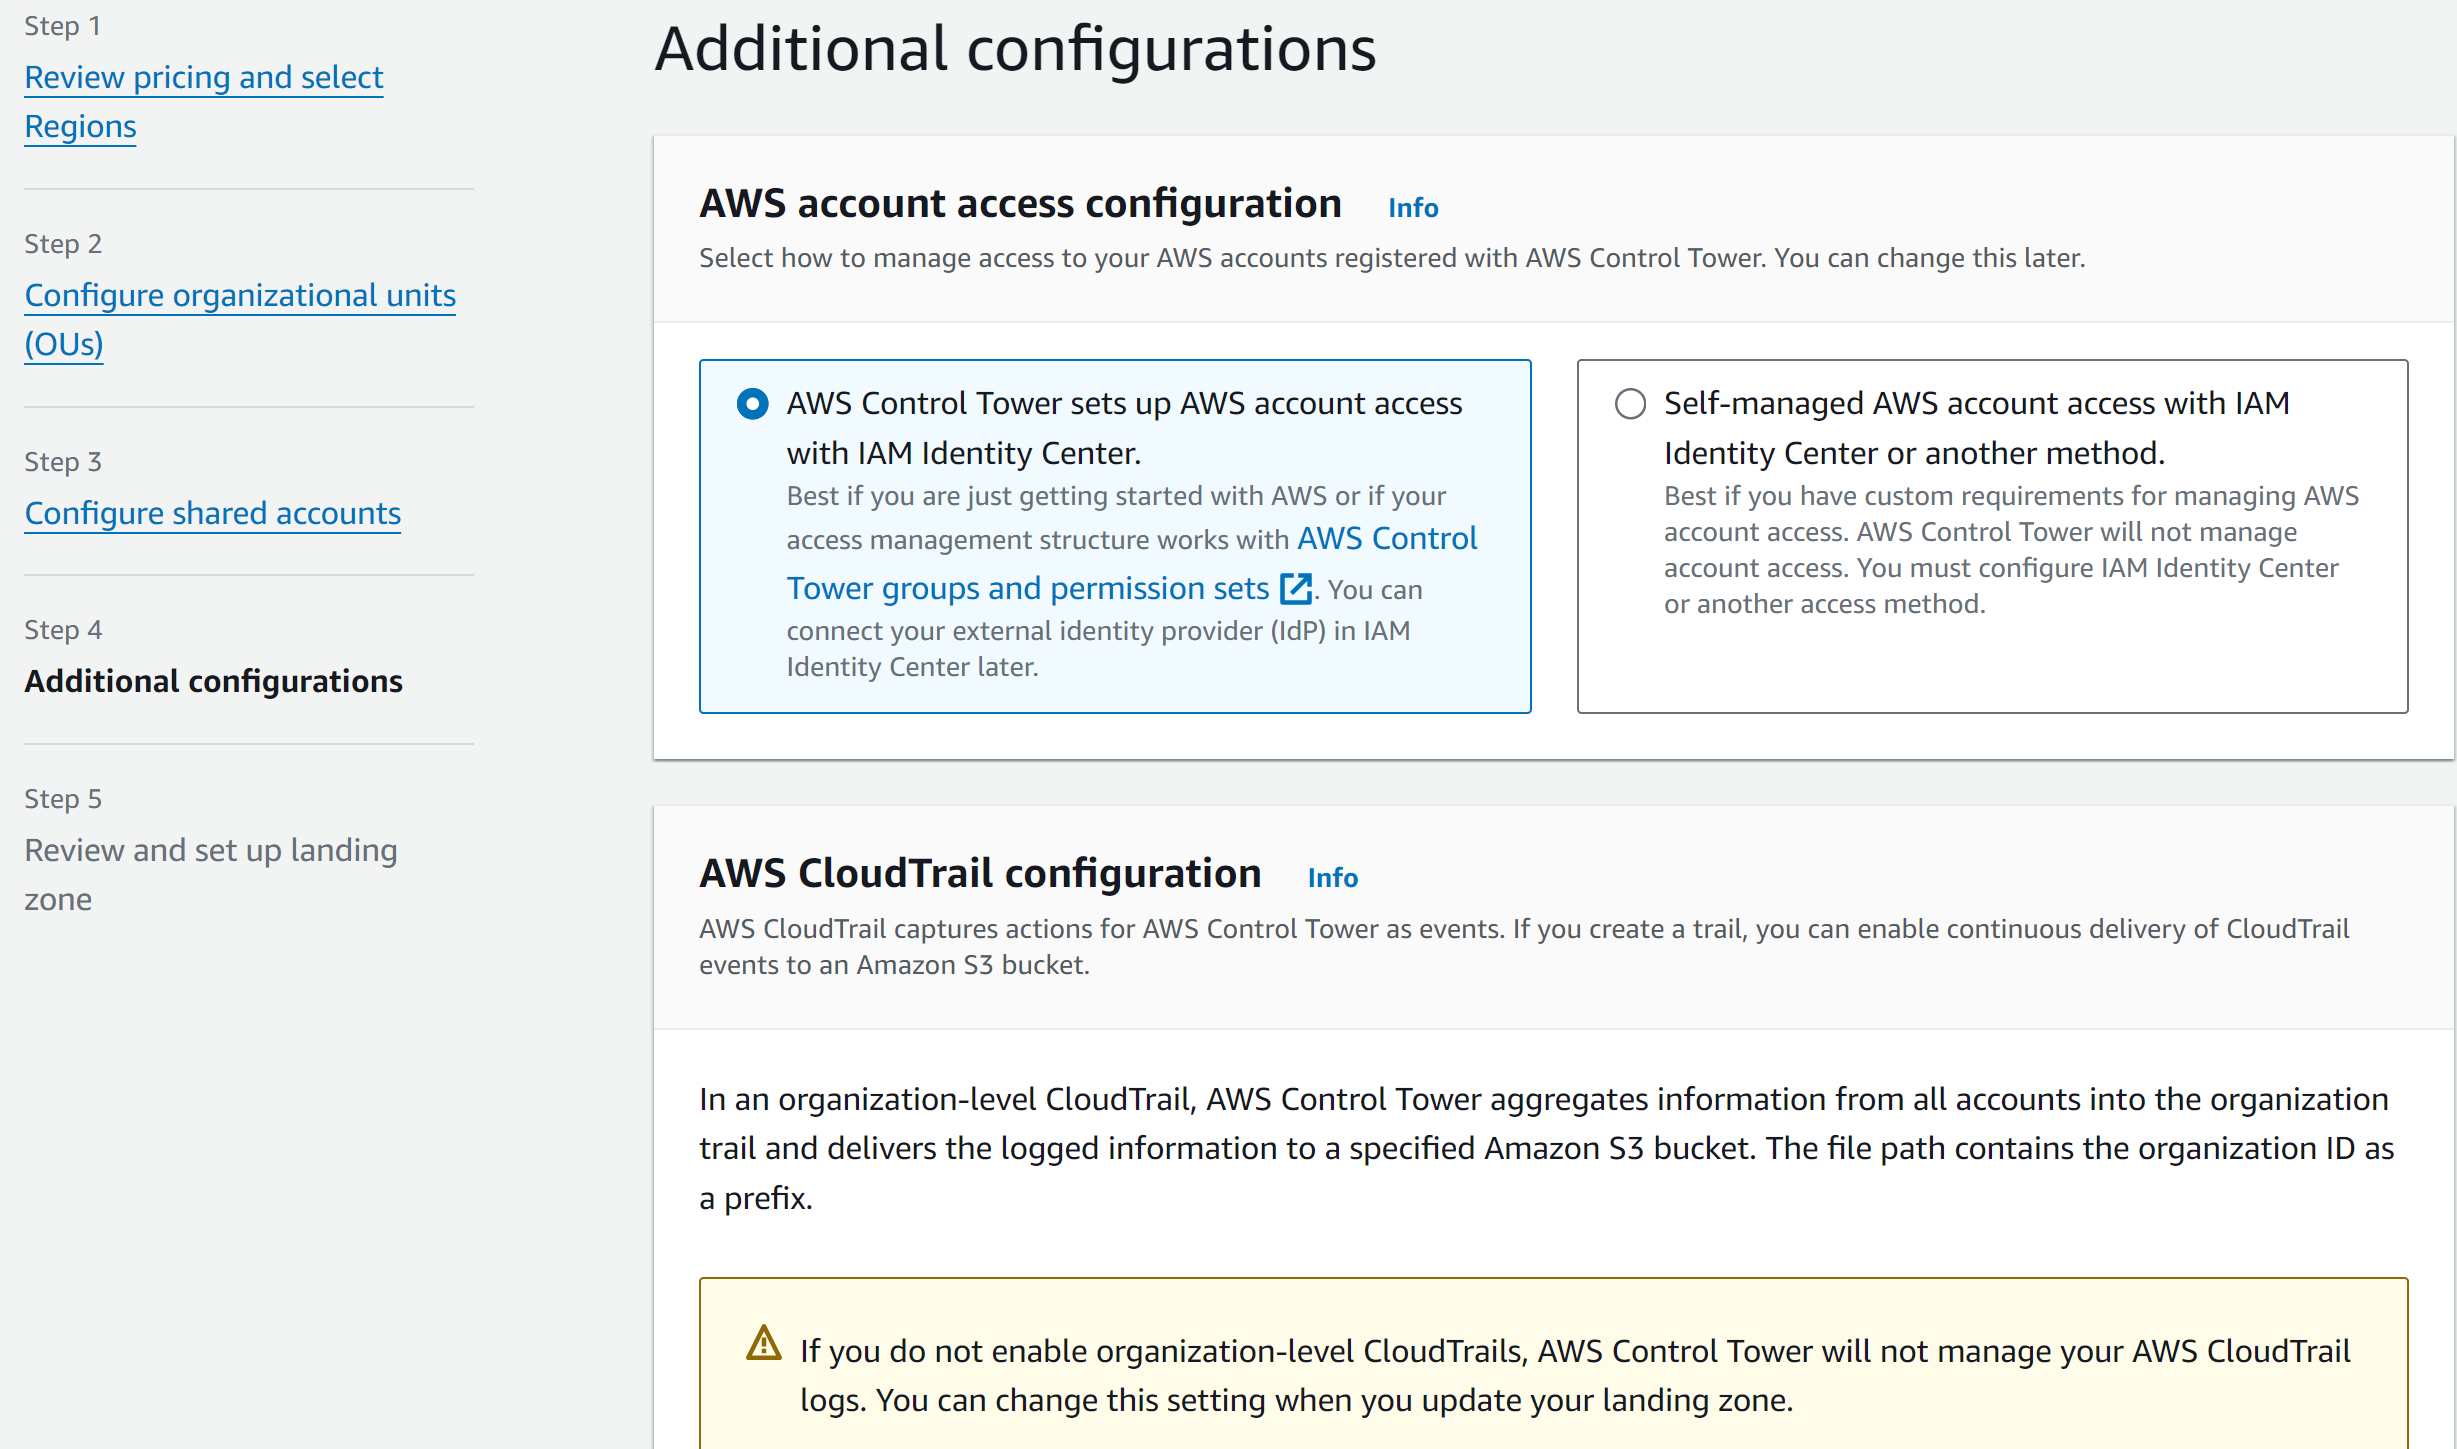 Step 1
Review pricing and select
Regions
Step 2
Configure organizational units
(OUs)
Step 3
Configure shared accounts
Step 4
Additional configurations
Step 5
Review and set up landing
zone
Additional configurations
AWS account access configuration Info
Select how to manage access to your AWS accounts registered with AWS Control Tower. You can change this later.
AWS Control Tower sets up AWS account access
with IAM Identity Center.
Best if you are just getting started with AWS or if your
access management structure works with AWS Control
Tower groups and permission sets. You can
connect your external identity provider (IdP) in IAM
Identity Center later.
Self-managed AWS account access with IAM
Identity Center or another method.
Best if you have custom requirements for managing AWS
account access. AWS Control Tower will not manage
account access. You must configure IAM Identity Center
or another access method.
AWS CloudTrail configuration Info
AWS CloudTrail captures actions for AWS Control Tower as events. If you create a trail, you can enable continuous delivery of CloudTrail
events to an Amazon S3 bucket.
In an organization-level CloudTrail, AWS Control Tower aggregates information from all accounts into the organization
trail and delivers the logged information to a specified Amazon S3 bucket. The file path contains the organization ID as
a prefix.
If you do not enable organization-level CloudTrails, AWS Control Tower will not manage your AWS CloudTrail
logs. You can change this setting when you update your landing zone.